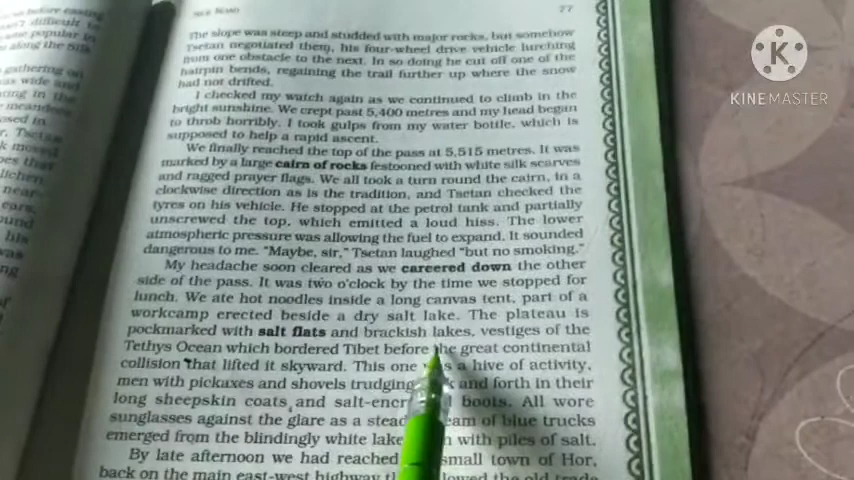 SILK ROAD 77
The slope was steep and studded with major rocks, but somehow
Tsetan negotiated them, his four-wheel drive vehicle lurching
from one obstacle to the next. In so doing he cut off one of the
hairpin bends, regaining the trail further up where the snow
had not drifted.
I checked my watch again as we continued to climb in the
bright sunshine. We crept past 5,400 metres and my head began
to throb horribly. I took gulps from my water bottle, which is
supposed to help a rapid ascent.
We finally reached the top of the pass at 5,515 metres. It was
marked by a large cairn of rocks festooned with white silk scarves
and ragged prayer flags. We all took a turn round the cairn, in a
clockwise direction as is the tradition, and Tsetan checked the
tyres on his vehicle. He stopped at the petrol tank and partially
unscrewed the top, which emitted a loud hiss. The lower
atmospheric pressure was allowing the fuel to expand. It sounded
dangerous to me. “Maybe, sir,” Tsetan laughed “but no smoking.”
My headache soon cleared as we careered down the other
side of the pass. It was two o’clock by the time we stopped for
lunch. We ate hot noodles inside a long canvas tent, part of a
workcamp erected beside a dry salt lake. The plateau is
pockmarked with salt flats and brackish lakes, vestiges of the
Tethys Ocean which bordered Tibet before the great continental
collision that lifted it skyward. This one a hive of activity,
men with pickaxes and shovels trudging and forth in their
long sheepskin coats and salt-encr boots. All wore
sunglasses against the glare as a stead eam of blue trucks
emerged from the blindingly white lake with piles of salt.
By late afternoon we had reached small town of Hor,
back on the main east-west highway lowed the old trade
KINEMASTER